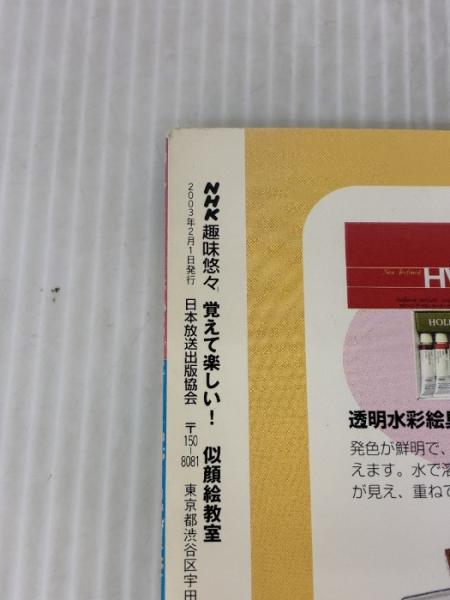 NHK 趣味悠々 覚えて楽しい! 似顔絵教室
2003年2月1日発行 日本放送出版協会 〒150-8081 東京都渋谷区宇田
HW
HOL
透明水彩絵具
発色が鮮明で、
えます。水で溶
が見え、重ねて